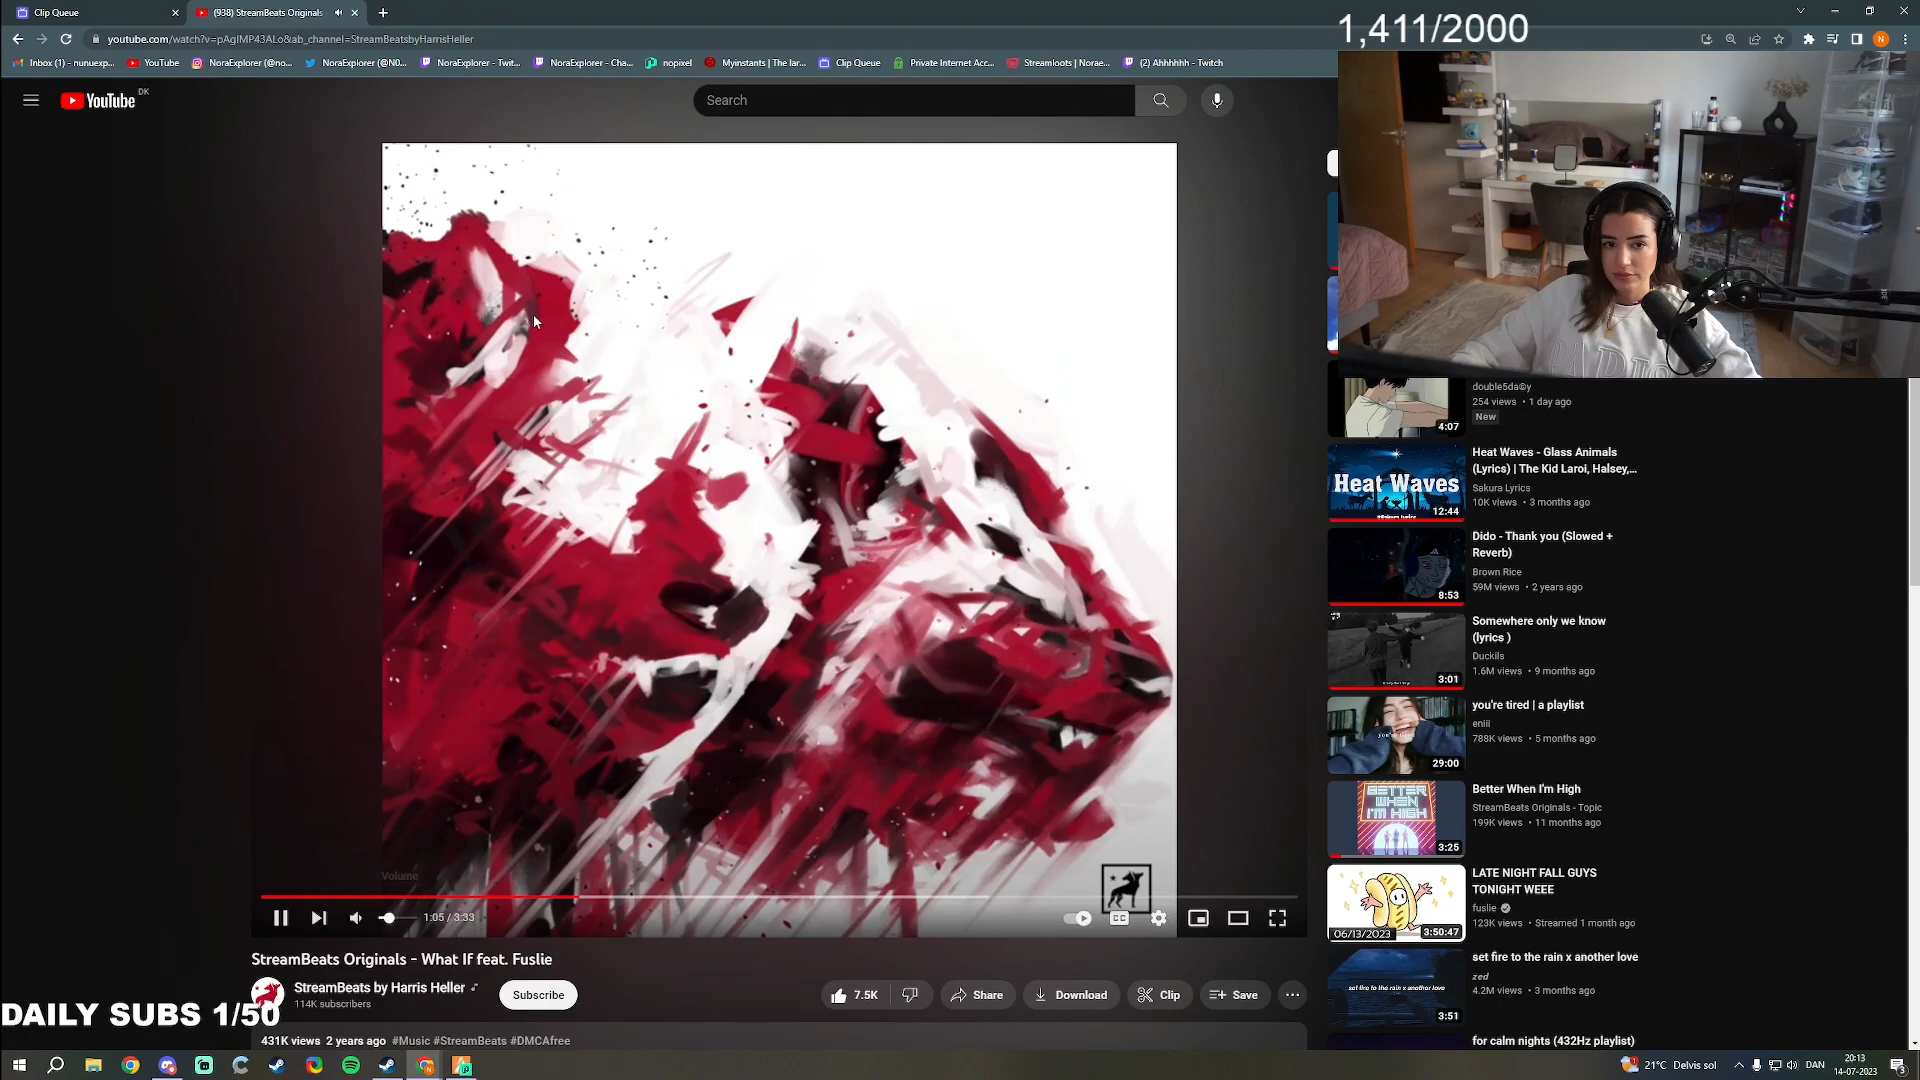 Clip Queue
(938) StreamBeats Originals
1,411/2000
youtube.com/watch?v=pAgIMP43ALo&ab_channel=StreamBeatsbyHarrisHeller
N
Inbox (1) - nunuexp...
YouTube
NoraExplorer (@no...
NoraExplorer (@N0...
NoraExplorer - Twit...
NoraExplorer - Cha...
nopixel
Myinstants | The lar...
Clip Queue
Private Internet Acc...
Streamloots | Norae...
(2) Ahhhhhh - Twitch
YouTube DK
Search
double5da©y
254 views • 1 day ago
New
4:07
Heat Waves - Glass Animals
(Lyrics) | The Kid Laroi, Halsey,...
Sakura Lyrics
10K views • 3 months ago
Heat Waves
12:44
Dido - Thank you (Slowed +
Reverb)
Brown Rice
59M views • 2 years ago
8:53
Somewhere only we know
(lyrics )
Duckils
1.6M views • 9 months ago
3:01
you're tired | a playlist
eniii
788K views • 5 months ago
29:00
Better When I'm High
StreamBeats Originals - Topic
199K views • 11 months ago
BETTER
WHEN
I'M HIGH
3:25
LATE NIGHT FALL GUYS
TONIGHT WEEE
fuslie
123K views • Streamed 1 month ago
06/13/2023
3:50:47
set fire to the rain x another love
zed
4.2M views • 3 months ago
set fire to the rain x another love
3:51
for calm nights (432Hz playlist)
Volume
1:05 / 3:33
CC
StreamBeats Originals - What If feat. Fuslie
StreamBeats by Harris Heller
114K subscribers
Subscribe
7.5K
Share
Download
Clip
Save
DAILY SUBS 1/50
431K views 2 years ago #Music #StreamBeats #DMCAfree
21°C Delvis sol
DAN
20:13
14-07-2023
3